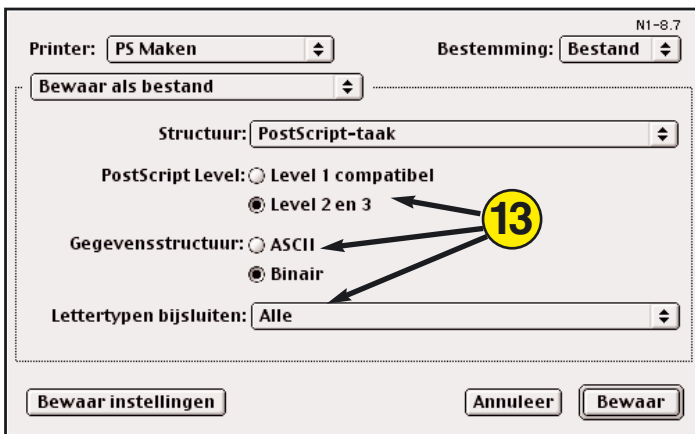 N1-8.7
Printer: PS Maken Bestemming: Bestand
Bewaar als bestand
Structuur: PostScript-taak
PostScript Level: Level 1 compatibel
Level 2 en 3
13
Gegevensstructuur: ASCII
Binair
Lettertypen bijsluiten: Alle
Bewaar instellingen Annuleer Bewaar